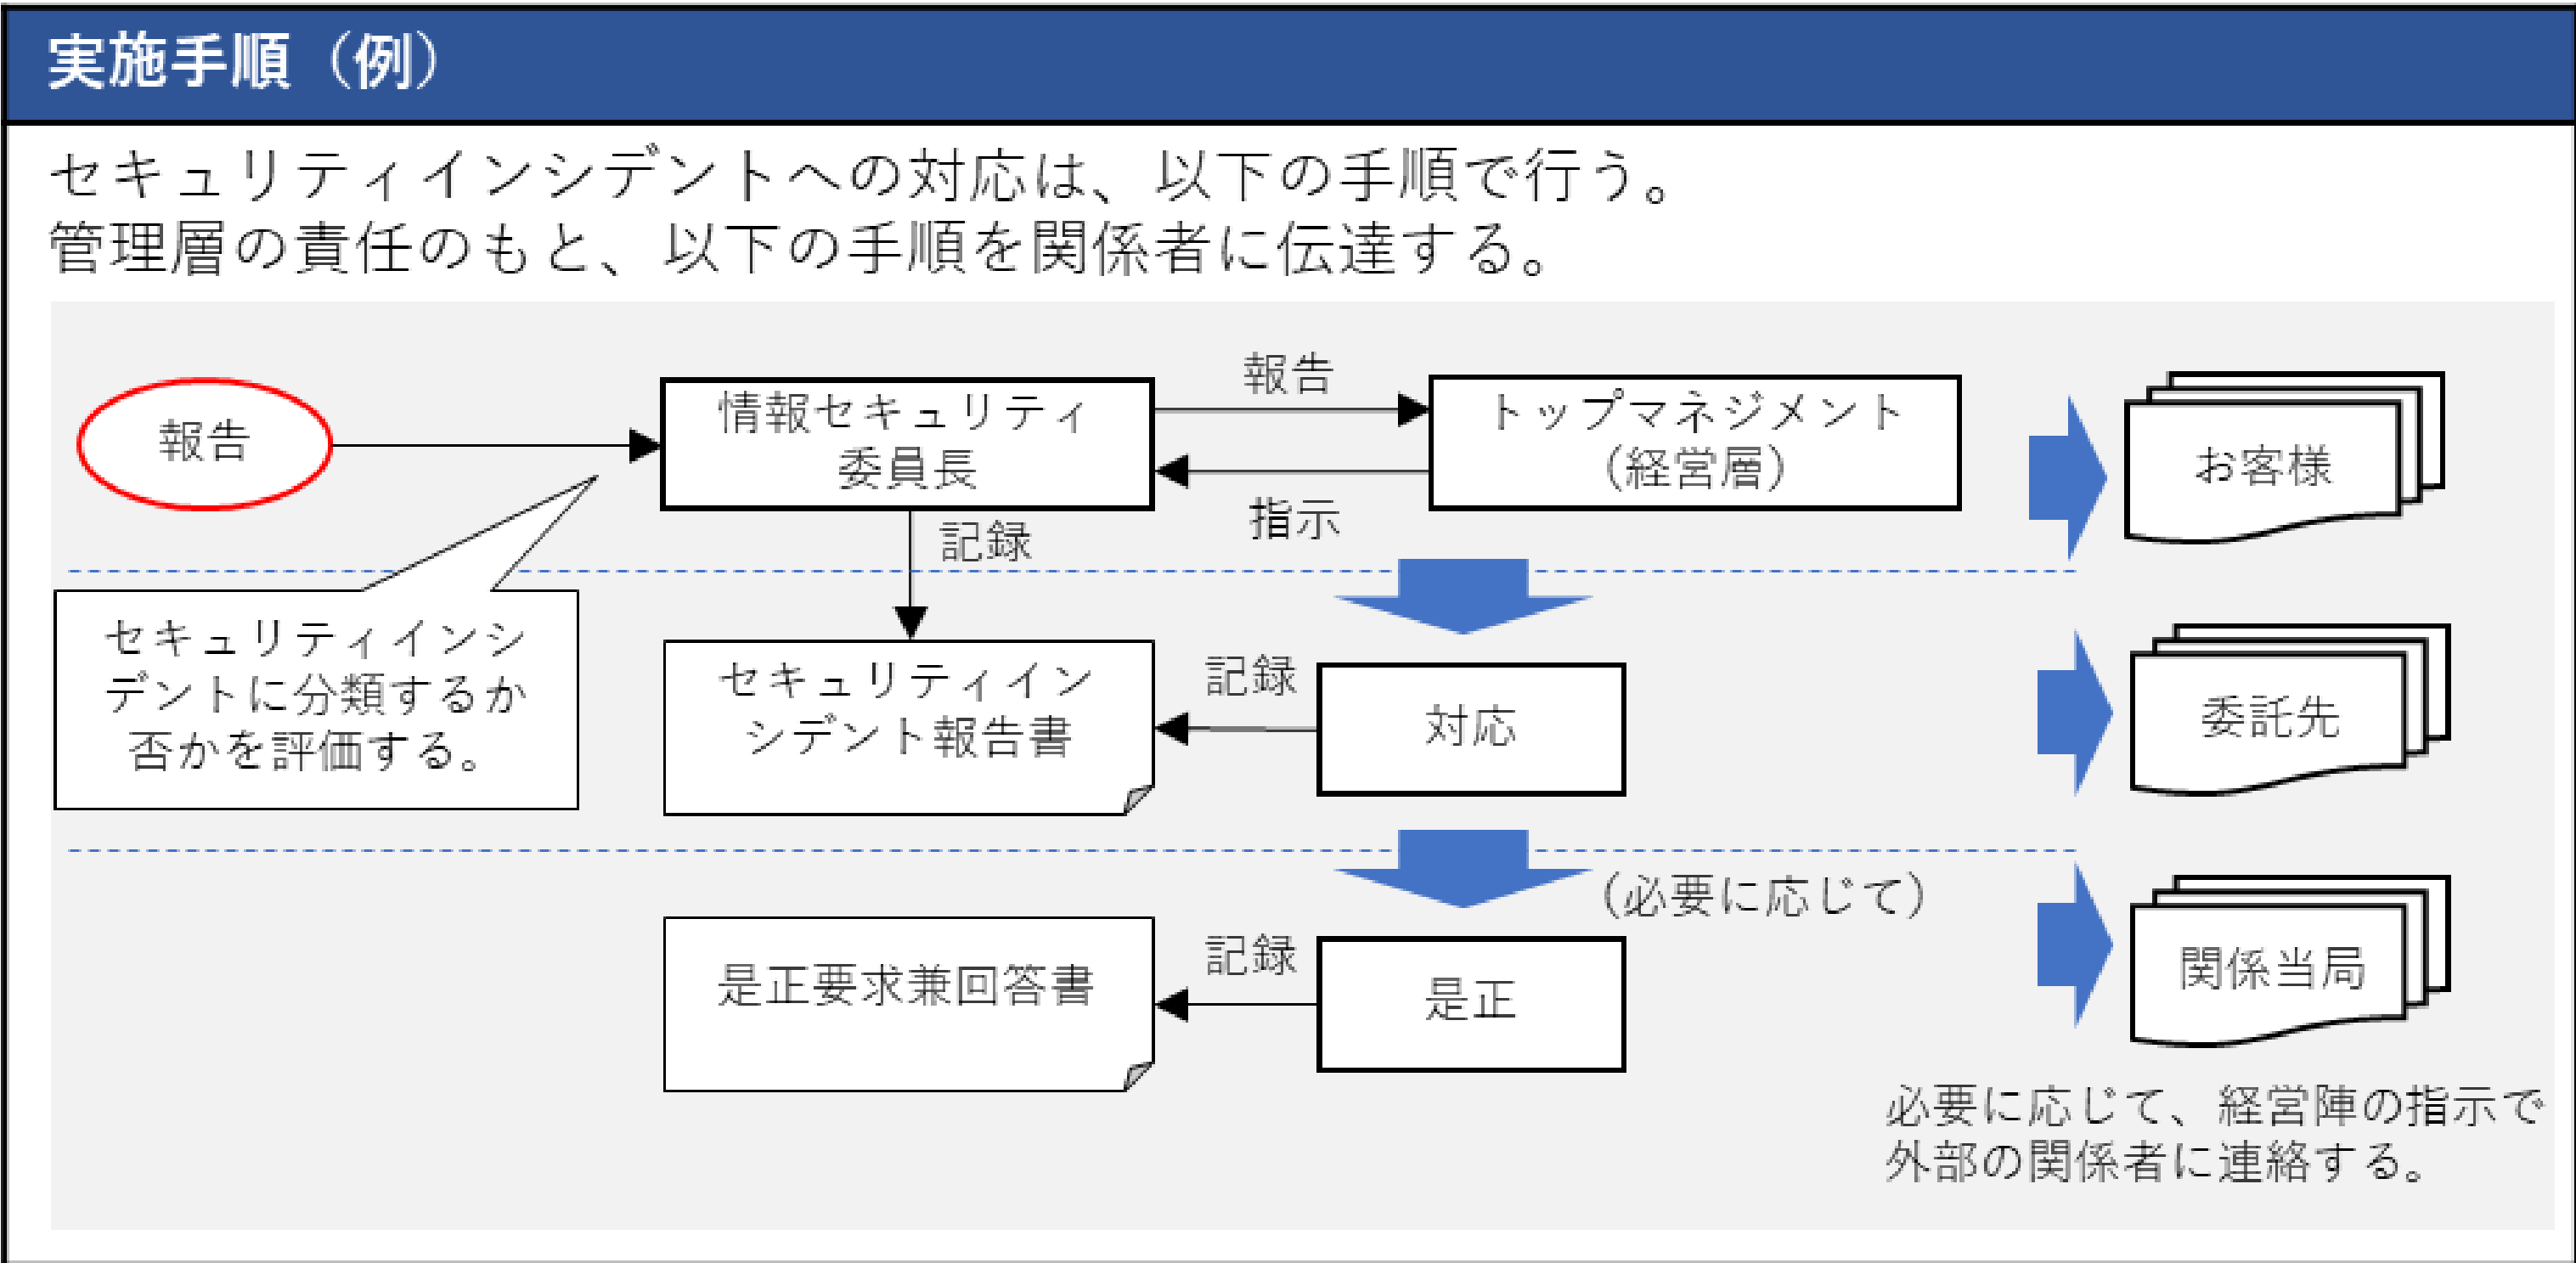 実施手順（例）
セキュリティインシデントへの対応は、以下の手順で行う。
管理層の責任のもと、以下の手順を関係者に伝達する。
報告
情報セキュリティ
委員長
報告
指示
トップマネジメント
（経営層）
お客様
記録
セキュリティインシ
デントに分類するか
否かを評価する。
セキュリティイン
シデント報告書
記録
対応
委託先
（必要に応じて）
是正要求兼回答書
記録
是正
関係当局
必要に応じて、経営陣の指示で
外部の関係者に連絡する。